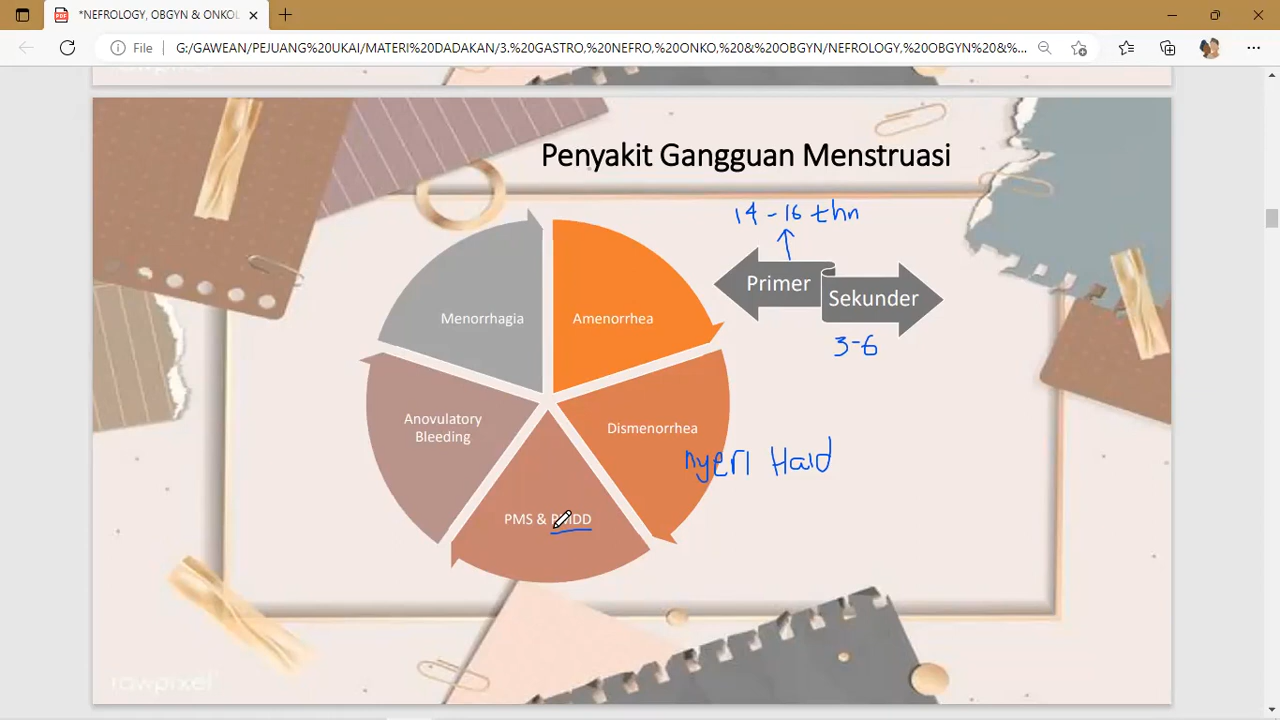 *NEFROLOGY, OBGYN & ONKOL
File
G:/GAWEAN/PEJUANG%20UKAI/MATERI%20DADAKAN/3.%20GASTRO,%20NEFRO,%20ONKO,%20&%20OBGYN/NEFROLOGY,%20OBGYN%20&%...
Penyakit Gangguan Menstruasi
14 - 16 thn
Primer
Sekunder
3-6
Menorrhagia
Amenorrhea
Anovulatory
Bleeding
Dismenorrhea
nyeri Haid
PMS & PMDD
rawpixel